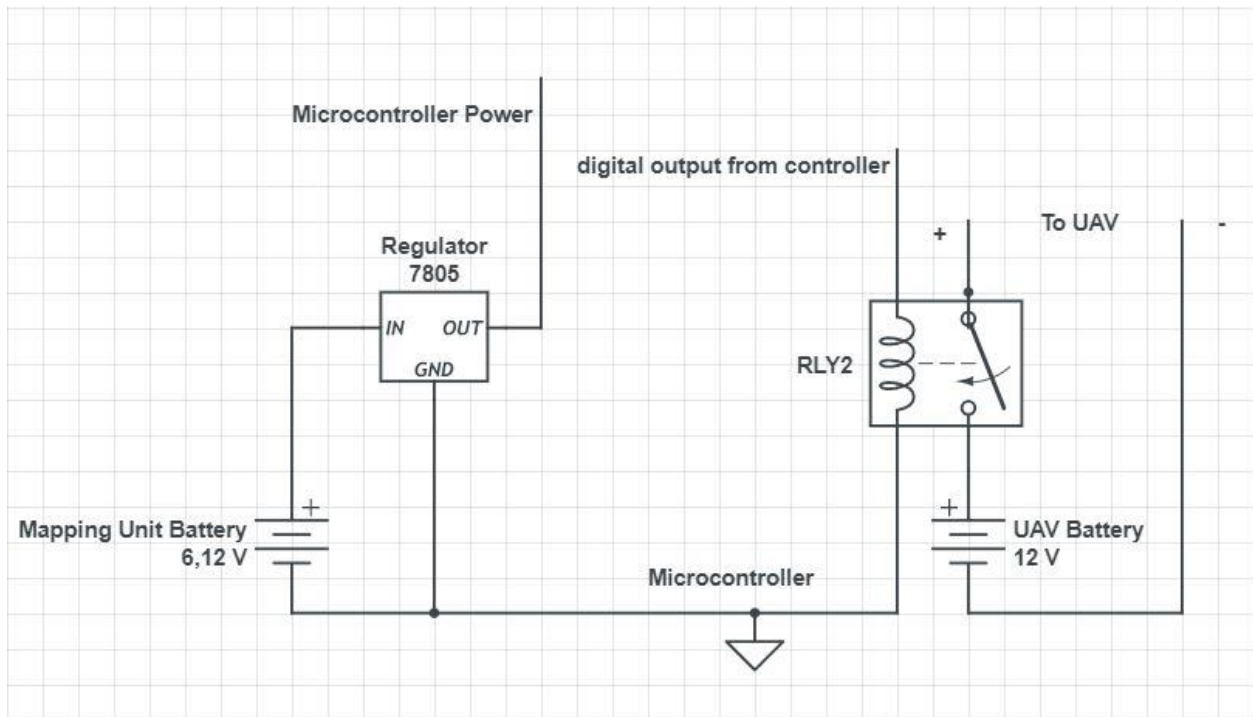 Microcontroller Power
digital output from controller
+
To UAV
-
Regulator
7805
IN
OUT
GND
RLY2
+
Mapping Unit Battery
6,12 V
+
UAV Battery
12 V
Microcontroller